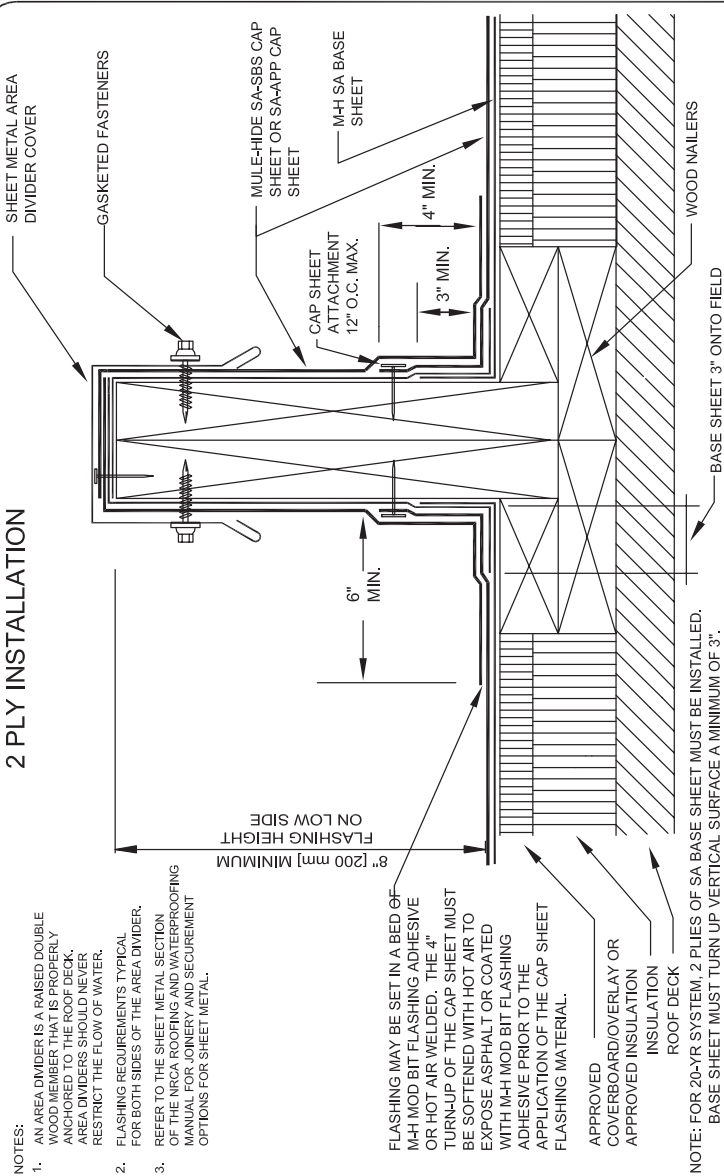 2 PLY INSTALLATION
NOTES:
1. AN AREA DIVIDER IS A RAISED DOUBLE
WOOD MEMBER THAT IS PROPERLY
ANCHORED TO THE ROOF DECK.
AREA DIVIDERS SHOULD NEVER
RESTRICT THE FLOW OF WATER.
2. FLASHING REQUIREMENTS TYPICAL
FOR BOTH SIDES OF THE AREA DIVIDER.
3. REFER TO THE SHEET METAL SECTION
OF THE NRCA ROOFING AND WATERPROOFING
MANUAL FOR JOINERY AND SECUREMENT
OPTIONS FOR SHEET METAL.
SHEET METAL AREA
DIVIDER COVER
GASKETED FASTENERS
MULE-HIDE SA-SBS CAP
SHEET OR SA-APP CAP
SHEET
M-H SA BASE
SHEET
CAP SHEET
ATTACHMENT
12" O.C. MAX.
4" MIN.
3" MIN.
6"
MIN.
8" [200 mm] MINIMUM
FLASHING HEIGHT
ON LOW SIDE
FLASHING MAY BE SET IN A BED OF
M-H MOD BIT FLASHING ADHESIVE
OR HOT AIR WELDED. THE 4"
TURN-UP OF THE CAP SHEET MUST
BE SOFTENED WITH HOT AIR TO
EXPOSE ASPHALT OR COATED
WITH M-H MOD BIT FLASHING
ADHESIVE PRIOR TO THE
APPLICATION OF THE CAP SHEET
FLASHING MATERIAL.
APPROVED
COVERBOARD/OVERLAY OR
APPROVED INSULATION
INSULATION
ROOF DECK
WOOD NAILERS
BASE SHEET 3" ONTO FIELD
NOTE: FOR 20-YR SYSTEM, 2 PLIES OF SA BASE SHEET MUST BE INSTALLED.
BASE SHEET MUST TURN UP VERTICAL SURFACE A MINIMUM OF 3".